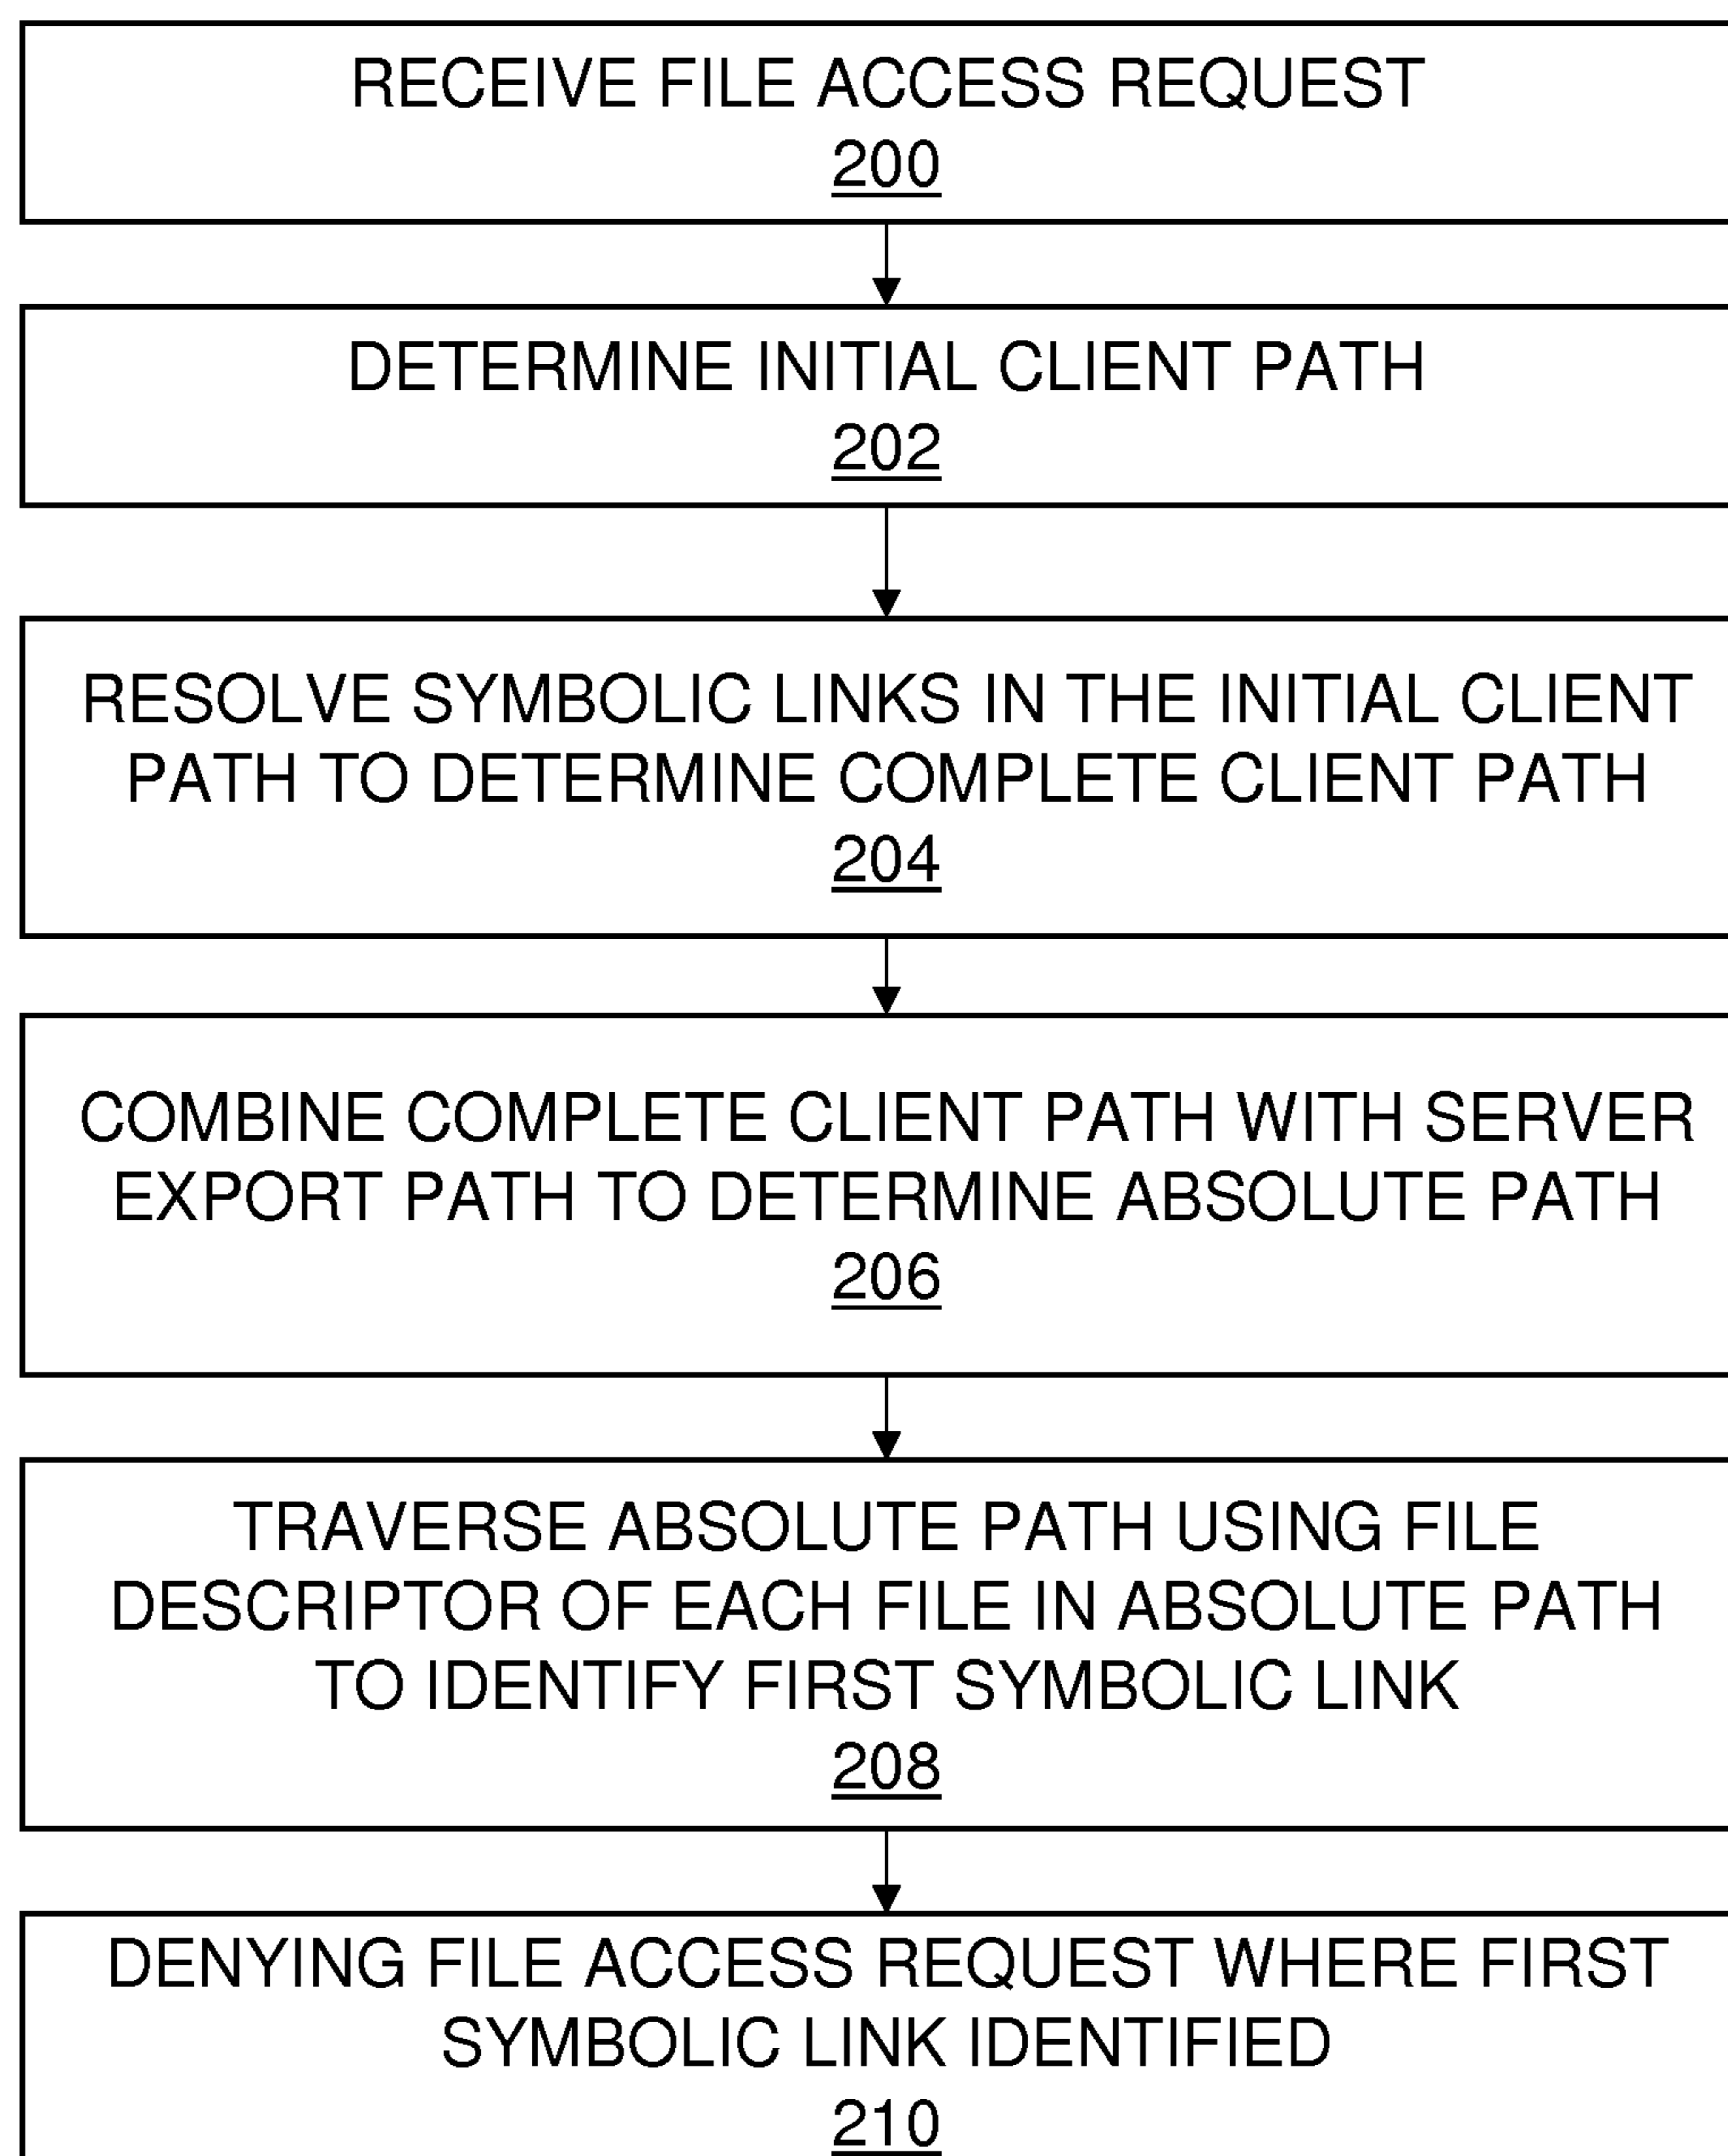 RECEIVE FILE ACCESS REQUEST
200
DETERMINE INITIAL CLIENT PATH
202
RESOLVE SYMBOLIC LINKS IN THE INITIAL CLIENT
PATH TO DETERMINE COMPLETE CLIENT PATH
204
COMBINE COMPLETE CLIENT PATH WITH SERVER
EXPORT PATH TO DETERMINE ABSOLUTE PATH
206
TRAVERSE ABSOLUTE PATH USING FILE
DESCRIPTOR OF EACH FILE IN ABSOLUTE PATH
TO IDENTIFY FIRST SYMBOLIC LINK
208
DENYING FILE ACCESS REQUEST WHERE FIRST
SYMBOLIC LINK IDENTIFIED
210